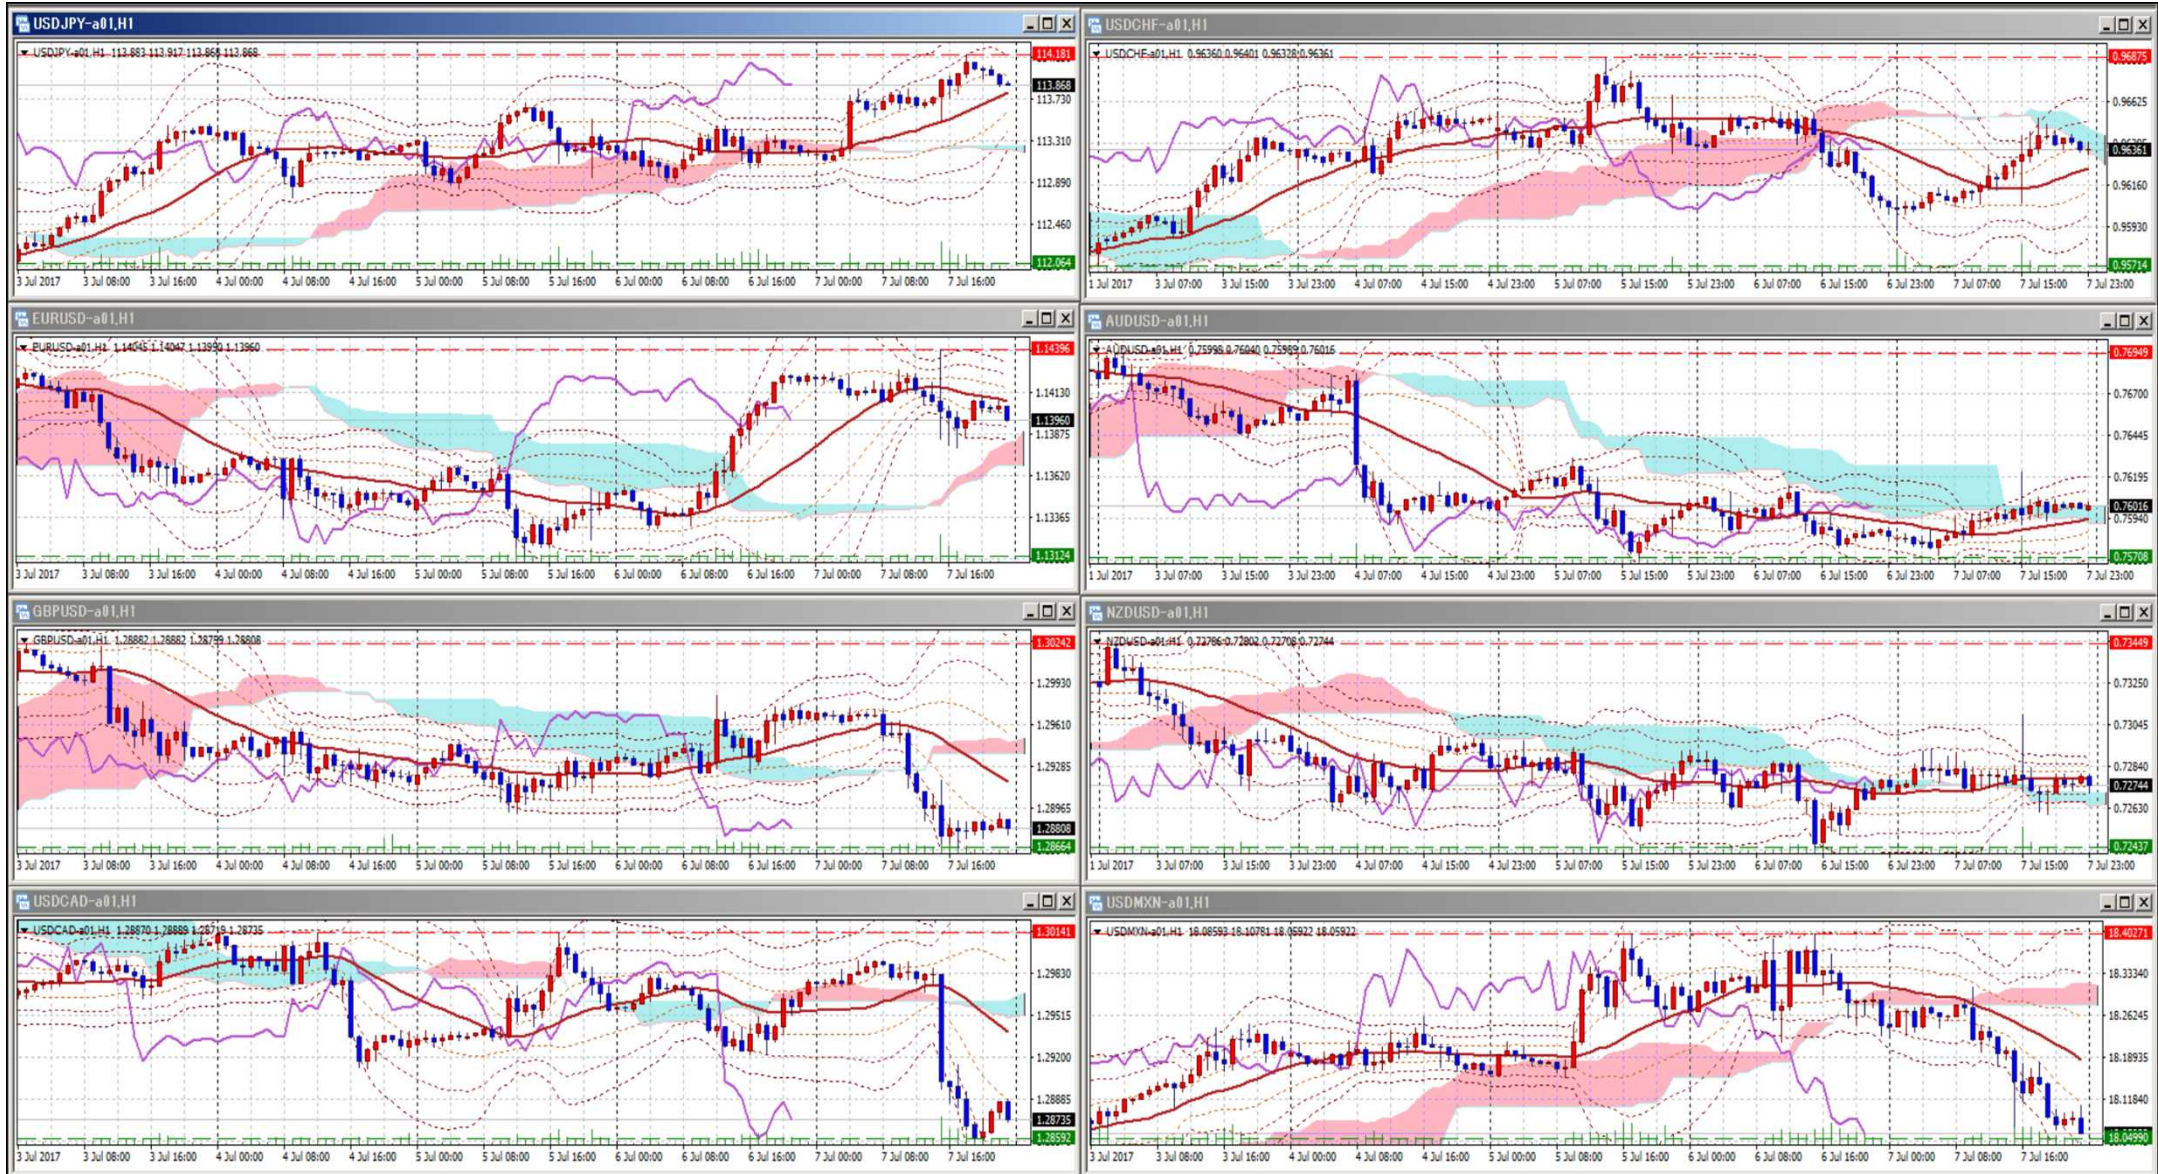 USDJPY-a01,H1
USDJPY-a01,H1 113.883 113.917 113.868 113.868
114.181
113.868
113.730
113.310
112.890
112.460
112.064
3 Jul 2017 3 Jul 08:00 3 Jul 16:00 4 Jul 00:00 4 Jul 08:00 4 Jul 16:00 5 Jul 00:00 5 Jul 08:00 5 Jul 16:00 6 Jul 00:00 6 Jul 08:00 6 Jul 16:00 7 Jul 00:00 7 Jul 08:00 7 Jul 16:00
USDCHF-a01,H1
USDCHF-a01,H1 0.96360 0.96401 0.96328 0.96361
0.96875
0.96625
0.96361
0.96160
0.95930
0.95714
1 Jul 2017 3 Jul 07:00 3 Jul 15:00 3 Jul 23:00 4 Jul 07:00 4 Jul 15:00 4 Jul 23:00 5 Jul 07:00 5 Jul 15:00 5 Jul 23:00 6 Jul 07:00 6 Jul 15:00 6 Jul 23:00 7 Jul 07:00 7 Jul 15:00 7 Jul 23:00
EURUSD-a01,H1
EURUSD-a01,H1 1.14045 1.14047 1.13950 1.13960
1.14396
1.14130
1.13960
1.13875
1.13620
1.13365
1.13124
3 Jul 2017 3 Jul 08:00 3 Jul 16:00 4 Jul 00:00 4 Jul 08:00 4 Jul 16:00 5 Jul 00:00 5 Jul 08:00 5 Jul 16:00 6 Jul 00:00 6 Jul 08:00 6 Jul 16:00 7 Jul 00:00 7 Jul 08:00 7 Jul 16:00
AUDUSD-a01,H1
AUDUSD-a01,H1 0.75998 0.76040 0.75989 0.76016
0.76949
0.76700
0.76445
0.76195
0.76016
0.75940
0.75708
1 Jul 2017 3 Jul 07:00 3 Jul 15:00 3 Jul 23:00 4 Jul 07:00 4 Jul 15:00 4 Jul 23:00 5 Jul 07:00 5 Jul 15:00 5 Jul 23:00 6 Jul 07:00 6 Jul 15:00 6 Jul 23:00 7 Jul 07:00 7 Jul 15:00 7 Jul 23:00
GBPUSD-a01,H1
GBPUSD-a01,H1 1.28882 1.28882 1.28799 1.28808
1.30242
1.29930
1.29610
1.29285
1.28965
1.28808
1.28664
3 Jul 2017 3 Jul 08:00 3 Jul 16:00 4 Jul 00:00 4 Jul 08:00 4 Jul 16:00 5 Jul 00:00 5 Jul 08:00 5 Jul 16:00 6 Jul 00:00 6 Jul 08:00 6 Jul 16:00 7 Jul 00:00 7 Jul 08:00 7 Jul 16:00
NZDUSD-a01,H1
NZDUSD-a01,H1 0.72786 0.72802 0.72708 0.72744
0.73449
0.73250
0.73045
0.72840
0.72744
0.72630
0.72437
1 Jul 2017 3 Jul 07:00 3 Jul 15:00 3 Jul 23:00 4 Jul 07:00 4 Jul 15:00 4 Jul 23:00 5 Jul 07:00 5 Jul 15:00 5 Jul 23:00 6 Jul 07:00 6 Jul 15:00 6 Jul 23:00 7 Jul 07:00 7 Jul 15:00 7 Jul 23:00
USDCAD-a01,H1
USDCAD-a01,H1 1.28870 1.28889 1.28719 1.28735
1.30141
1.29830
1.29515
1.29200
1.28885
1.28735
1.28592
3 Jul 2017 3 Jul 08:00 3 Jul 16:00 4 Jul 00:00 4 Jul 08:00 4 Jul 16:00 5 Jul 00:00 5 Jul 08:00 5 Jul 16:00 6 Jul 00:00 6 Jul 08:00 6 Jul 16:00 7 Jul 00:00 7 Jul 08:00 7 Jul 16:00
USDMXN-a01,H1
USDMXN-a01,H1 18.08593 18.10781 18.05922 18.05922
18.40271
18.33340
18.26245
18.18935
18.11840
18.04990
3 Jul 2017 3 Jul 08:00 3 Jul 16:00 4 Jul 00:00 4 Jul 08:00 4 Jul 16:00 5 Jul 00:00 5 Jul 08:00 5 Jul 16:00 6 Jul 00:00 6 Jul 08:00 6 Jul 16:00 7 Jul 00:00 7 Jul 08:00 7 Jul 16:00